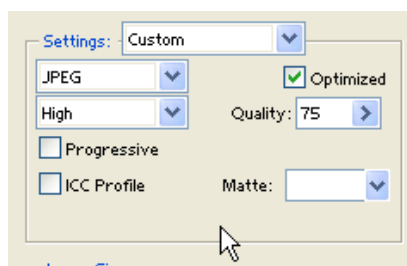 Settings: Custom
JPEG Optimized
High Quality: 75
Progressive
ICC Profile Matte: